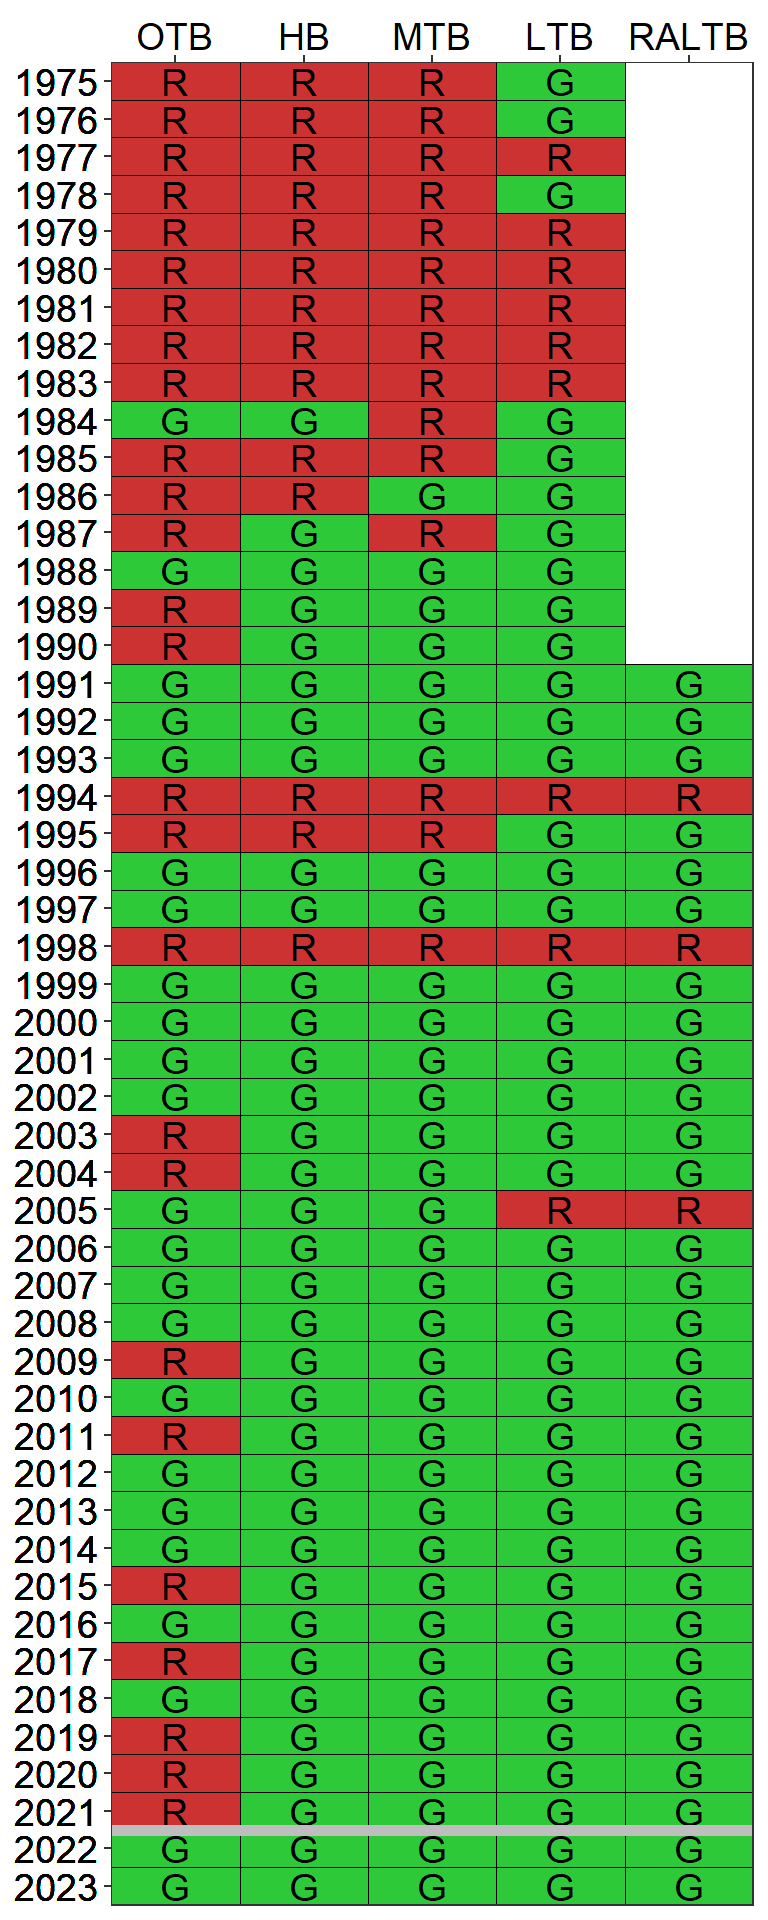 OTB HB MTB LTB RALTB
1975 R R R G
1976 R R R G
1977 R R R R
1978 R R R G
1979 R R R R
1980 R R R R
1981 R R R R
1982 R R R R
1983 R R R R
1984 G G R G
1985 R R R G
1986 R R G G
1987 R G R G
1988 G G G G
1989 R G G G
1990 R G G G
1991 G G G G G
1992 G G G G G
1993 G G G G G
1994 R R R R R
1995 R R R G G
1996 G G G G G
1997 G G G G G
1998 R R R R R
1999 G G G G G
2000 G G G G G
2001 G G G G G
2002 G G G G G
2003 R G G G G
2004 R G G G G
2005 G G G R R
2006 G G G G G
2007 G G G G G
2008 G G G G G
2009 R G G G G
2010 G G G G G
2011 R G G G G
2012 G G G G G
2013 G G G G G
2014 G G G G G
2015 R G G G G
2016 G G G G G
2017 R G G G G
2018 G G G G G
2019 R G G G G
2020 R G G G G
2021 R G G G G
2022 G G G G G
2023 G G G G G